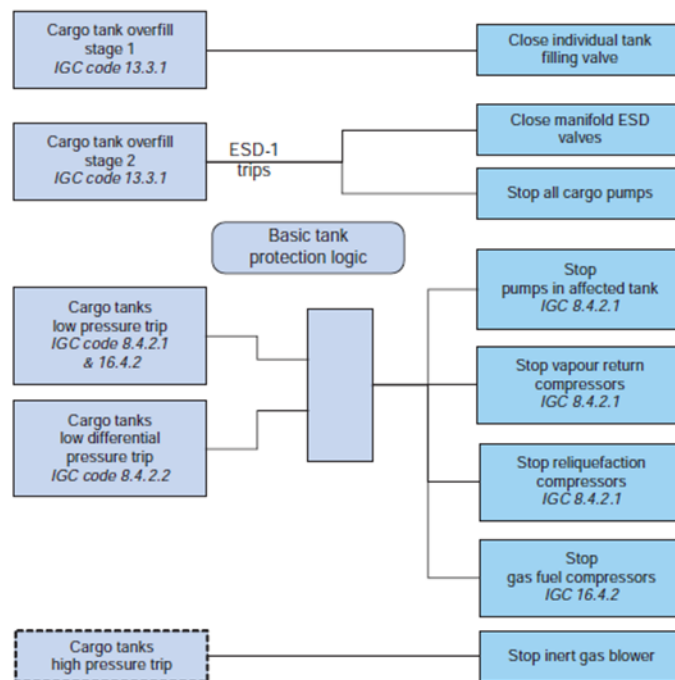 Cargo tank overfill
stage 1
IGC code 13.3.1
Close individual tank
filling valve
Cargo tank overfill
stage 2
IGC code 13.3.1
ESD-1
trips
Close manifold ESD
valves
Stop all cargo pumps
Basic tank
protection logic
Cargo tanks
low pressure trip
IGC code 8.4.2.1
& 16.4.2
Cargo tanks
low differential
pressure trip
IGC code 8.4.2.2
Stop
pumps in affected tank
IGC 8.4.2.1
Stop vapour return
compressors
IGC 8.4.2.1
Stop reliquefaction
compressors
IGC 8.4.2.1
Stop
gas fuel compressors
IGC 16.4.2
Cargo tanks
high pressure trip
Stop inert gas blower